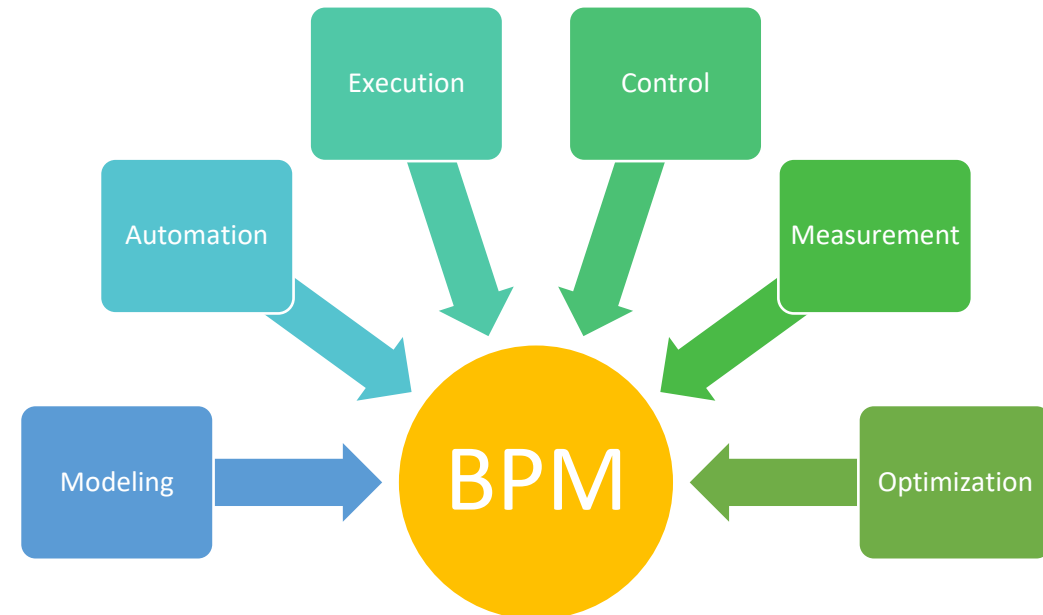 Execution
Control
Automation
Measurement
Modeling
BPM
Optimization